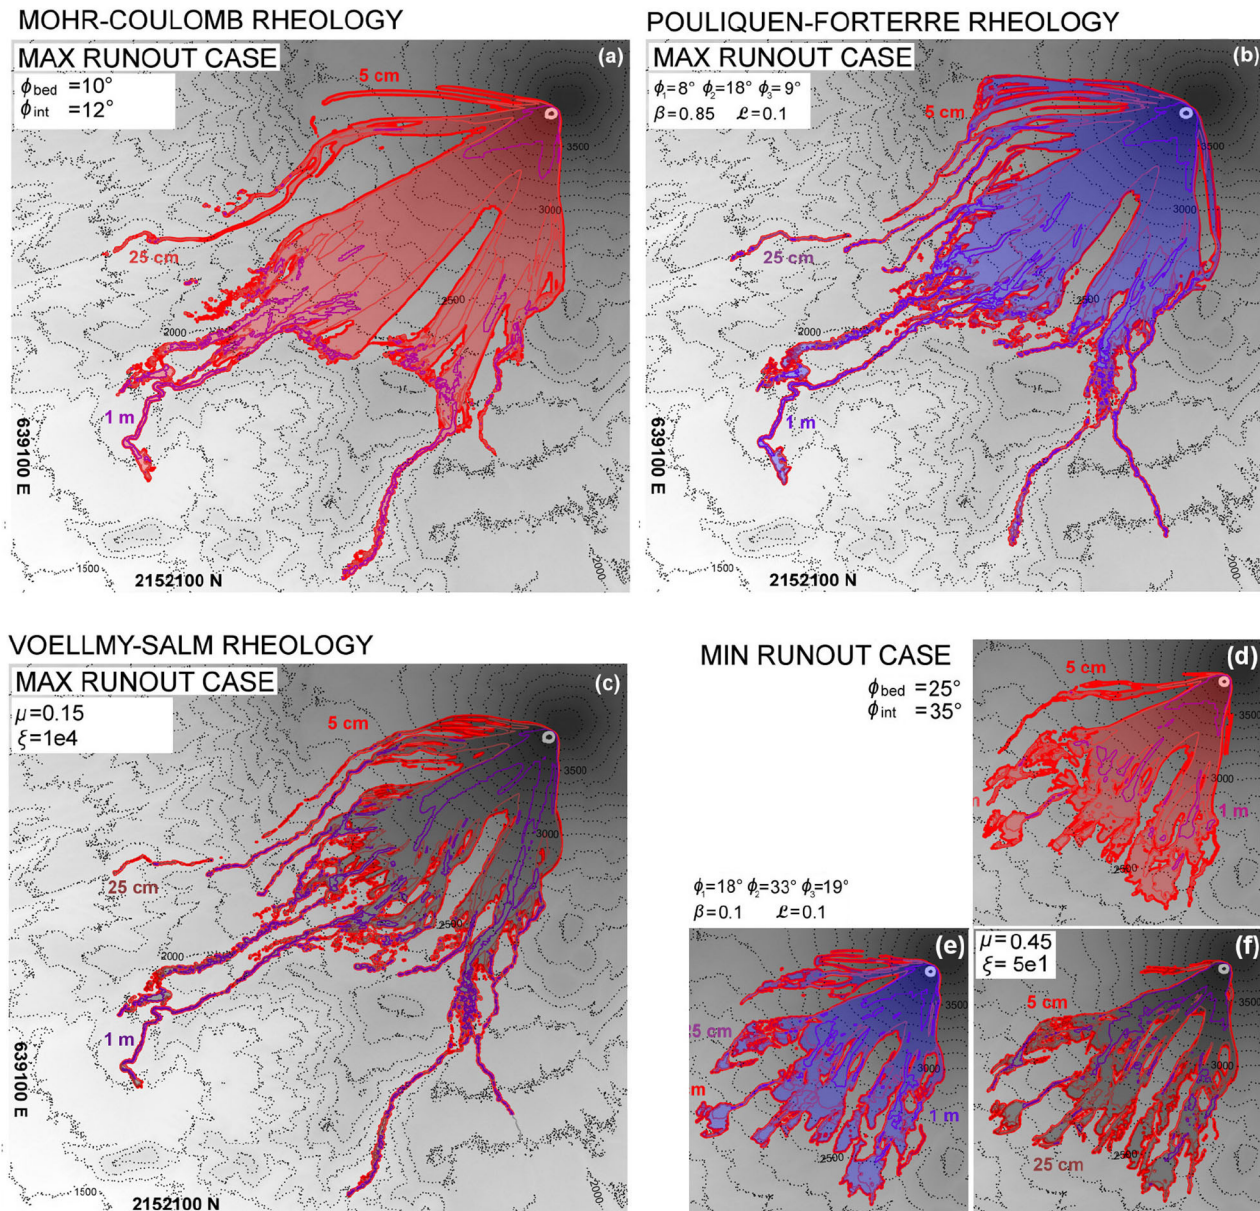 MOHR-COULOMB RHEOLOGY
MAX RUNOUT CASE
(a)
ϕbed =10°
ϕint =12°
5 cm
25 cm
1 m
3500
3000
2500
2000
1500
2000
639100 E
2152100 N
POULIQUEN-FORTERRE RHEOLOGY
MAX RUNOUT CASE
(b)
ϕ1=8° ϕ2=18° ϕ3=9°
β=0.85 ℒ=0.1
5 cm
25 cm
1 m
3500
3000
2500
2000
1500
2000
639100 E
2152100 N
VOELLMY-SALM RHEOLOGY
MAX RUNOUT CASE
(c)
μ=0.15
ξ=1e4
5 cm
25 cm
1 m
3500
3000
2500
2000
1500
2000
639100 E
2152100 N
MIN RUNOUT CASE
ϕbed =25°
ϕint =35°
(d)
5 cm
m
1 m
3500
3000
2500
ϕ1=18° ϕ2=33° ϕ3=19°
β=0.1 ℒ=0.1
(e)
25 cm
m
1 m
3500
3000
2500
μ= 0.45
ξ= 5e1
(f)
5 cm
25 cm
3500
3000
2500